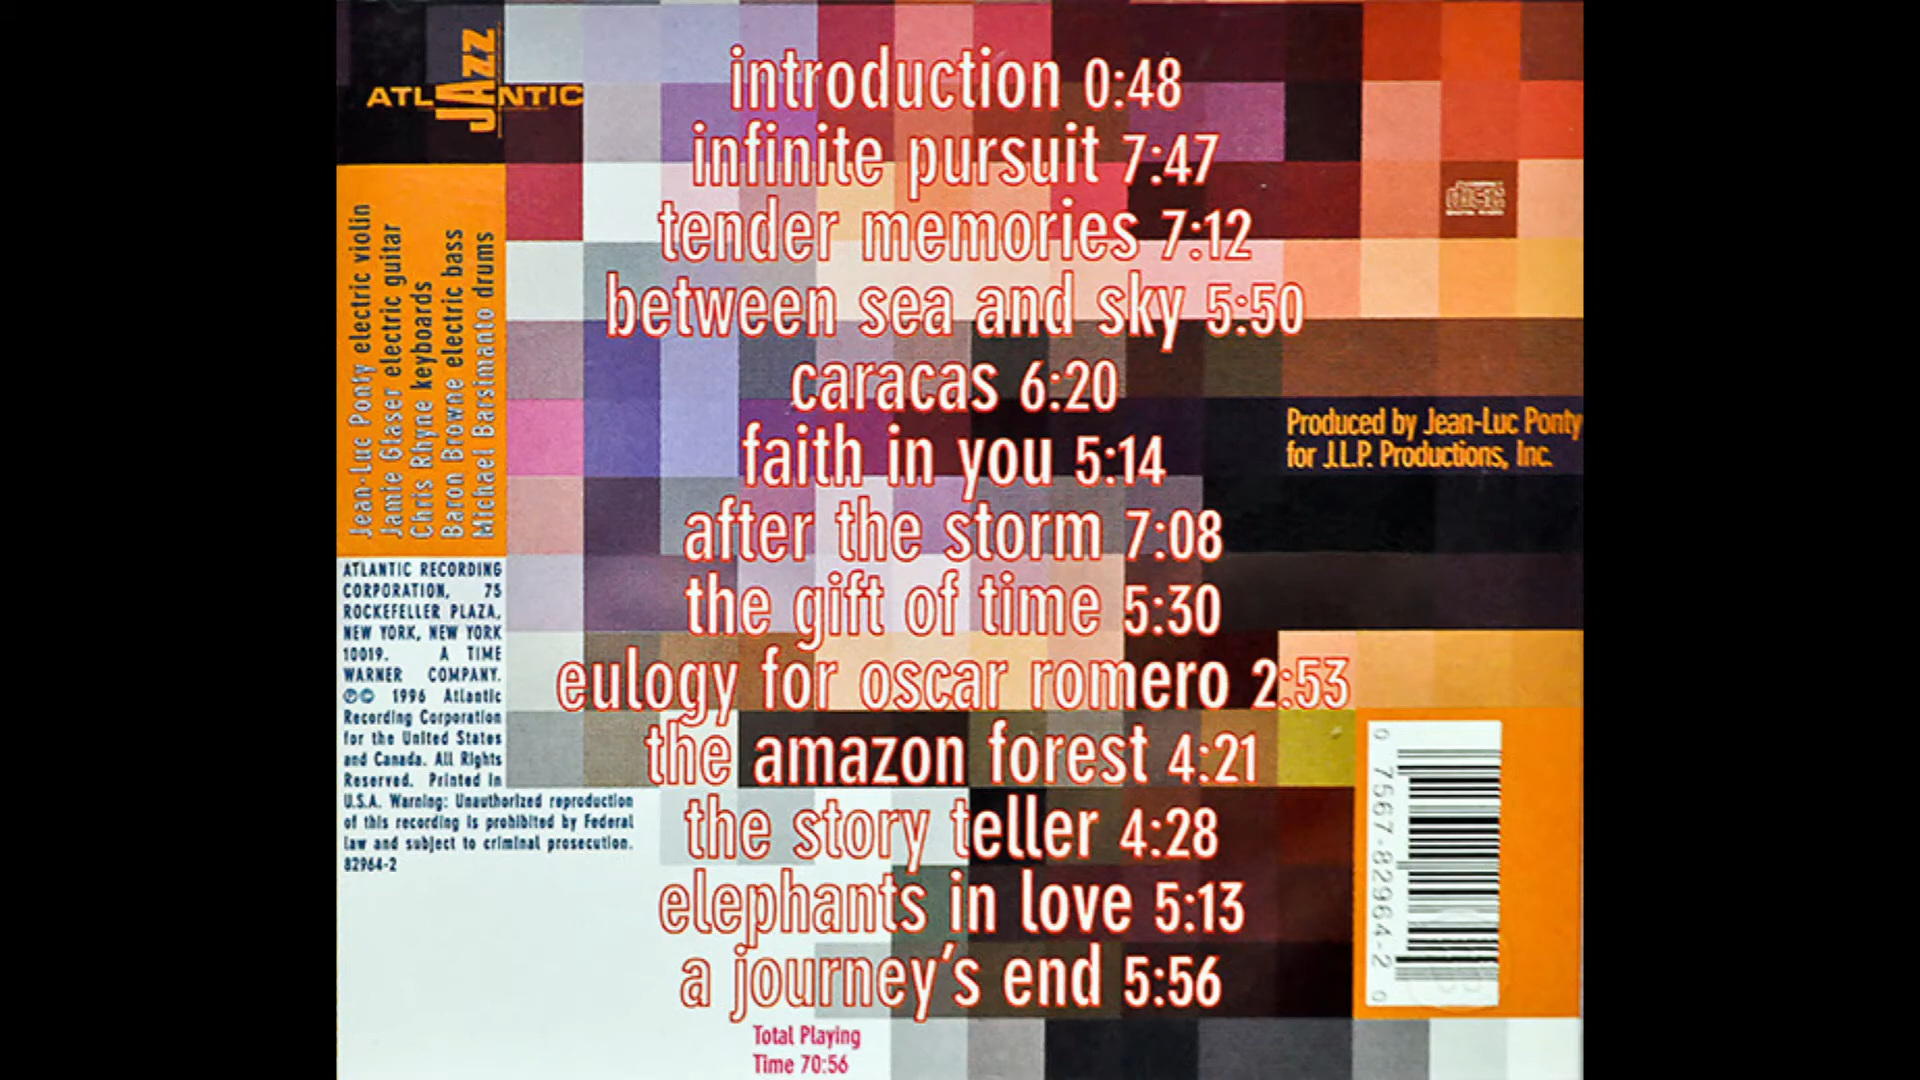 ATLANTIC JAZZ
introduction 0:48
infinite pursuit 7:47
tender memories 7:12
between sea and sky 5:50
caracas 6:20
faith in you 5:14
after the storm 7:08
the gift of time 5:30
eulogy for oscar romero 2:53
the amazon forest 4:21
the story teller 4:28
elephants in love 5:13
a journey's end 5:56
Total Playing
Time 70:56
Jean-Luc Ponty electric violin
Jamie Glaser electric guitar
Chris Rhyne keyboards
Baron Browne electric bass
Michael Barsimanto drums
ATLANTIC RECORDING
CORPORATION, 75
ROCKEFELLER PLAZA,
NEW YORK, NEW YORK
10019. A TIME
WARNER COMPANY.
℗© 1996 Atlantic
Recording Corporation
for the United States
and Canada. All Rights
Reserved. Printed in
U.S.A. Warning: Unauthorized reproduction
of this recording is prohibited by Federal
law and subject to criminal prosecution.
82964-2
Produced by Jean-Luc Ponty
for J.L.P. Productions, Inc.
0 7567-82964-2 0